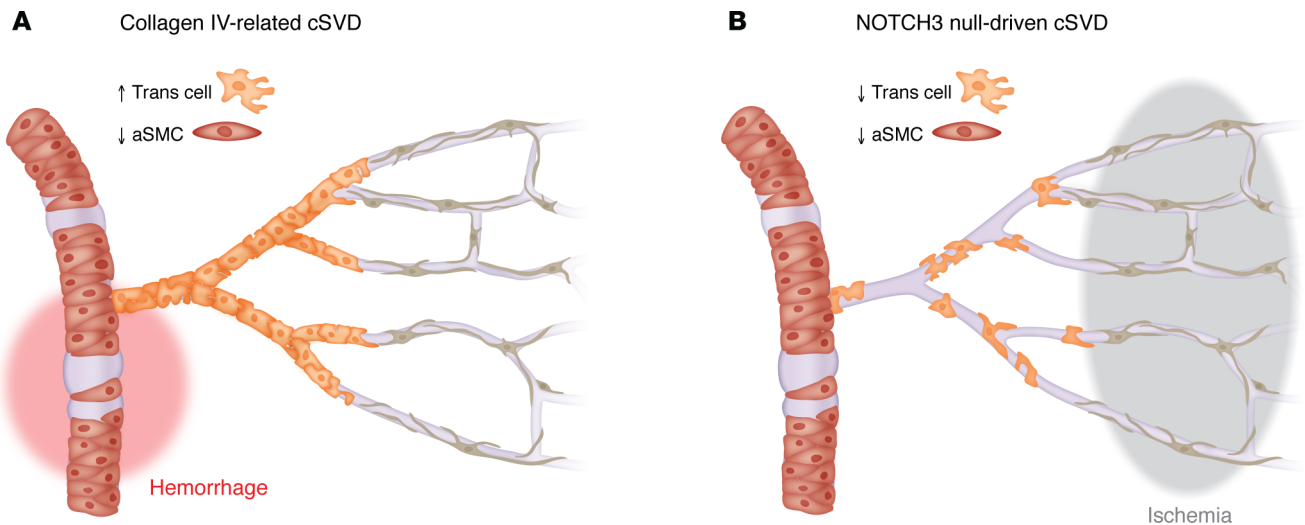 A
Collagen IV-related cSVD
↑ Trans cell
↓ aSMC
Hemorrhage
B
NOTCH3 null-driven cSVD
↓ Trans cell
↓ aSMC
Ischemia